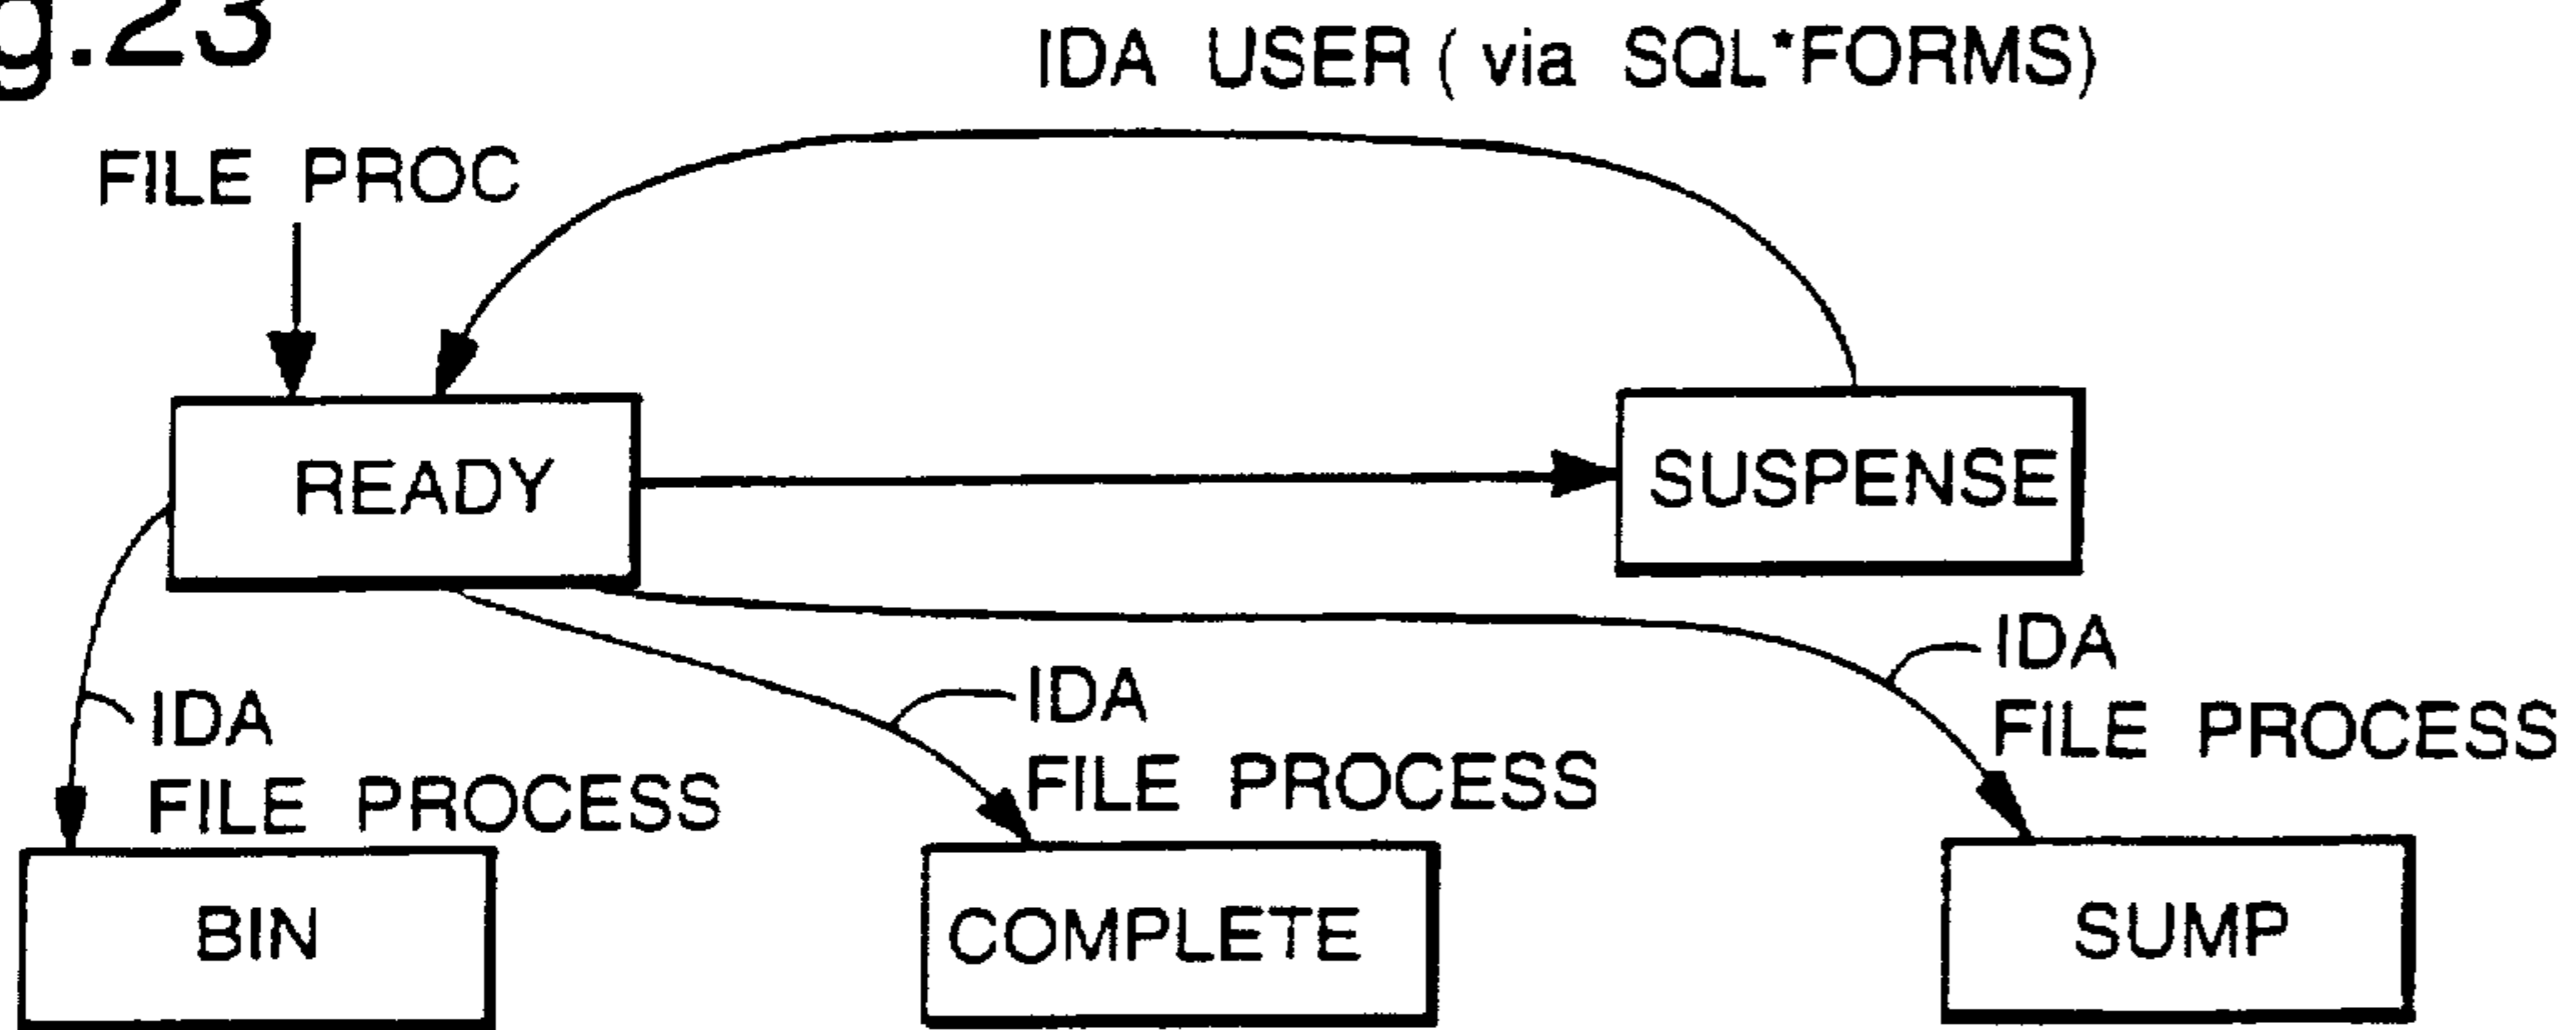 g.23
IDA USER ( via SQL*FORMS)
FILE PROC
READY
SUSPENSE
IDA
FILE PROCESS
IDA
FILE PROCESS
IDA
FILE PROCESS
BIN
COMPLETE
SUMP